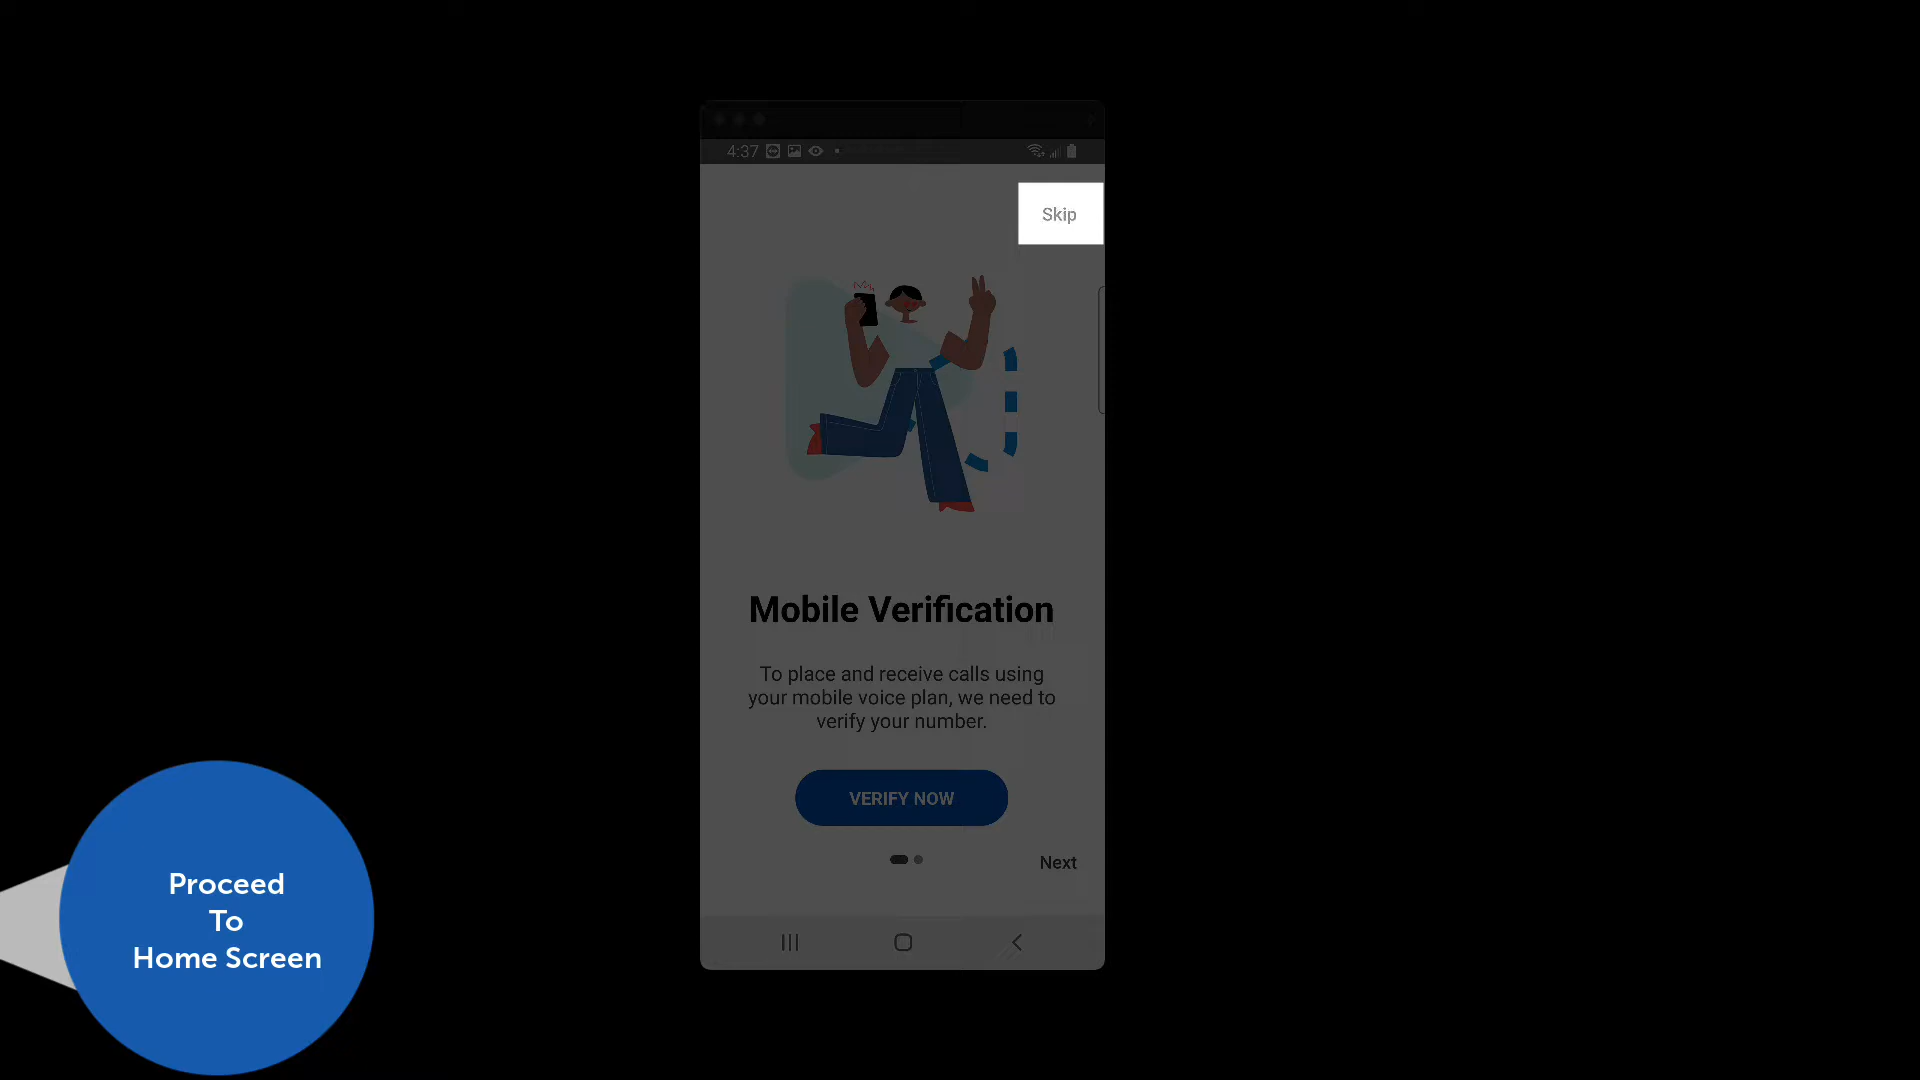 4:37
Skip
Mobile Verification
To place and receive calls using
your mobile voice plan, we need to
verify your number.
VERIFY NOW
Next
Proceed
To
Home Screen